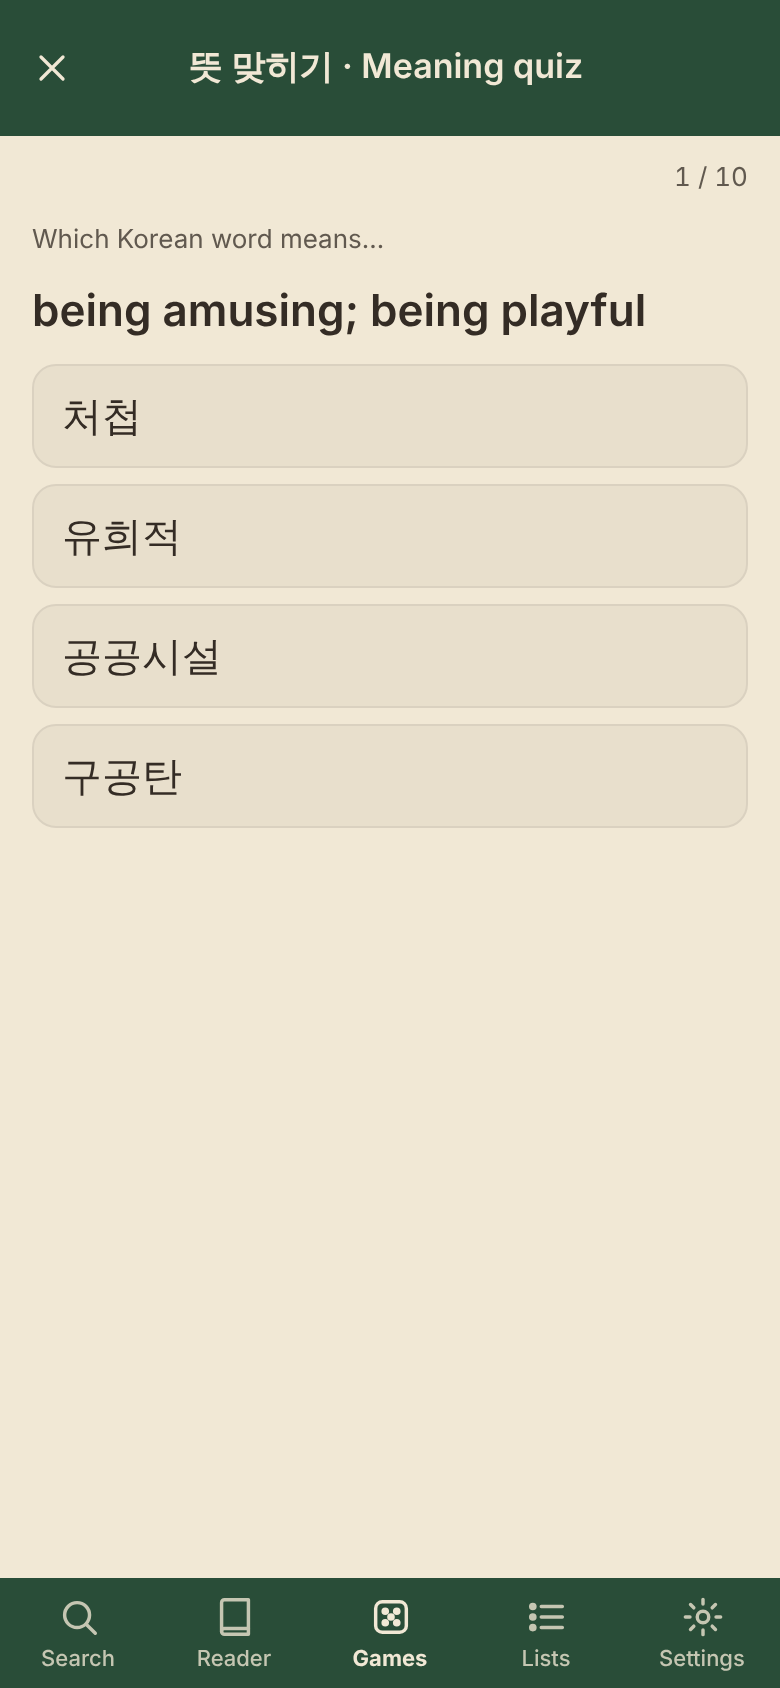 뜻 맞히기 · Meaning quiz
1 / 10
Which Korean word means...
being amusing; being playful
처첩
유희적
공공시설
구공탄
Search
Reader
Games
Lists
Settings